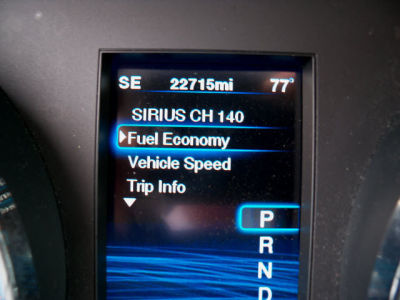 SE 22715mi 77°
SIRIUS CH 140
Fuel Economy
Vehicle Speed
Trip Info
P
R
N
D